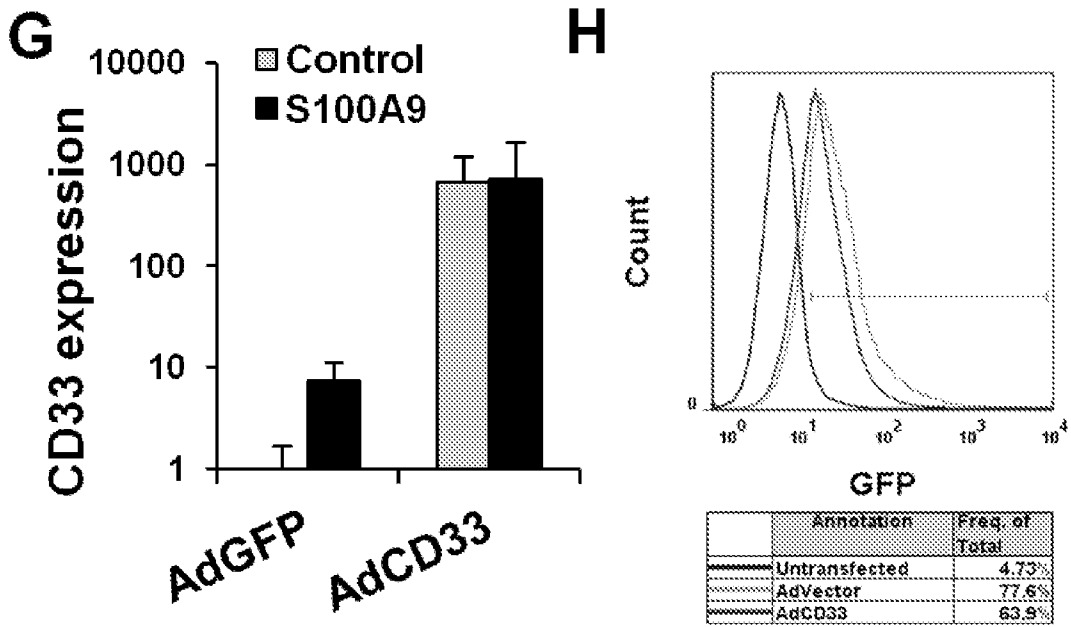 G
Control
S100A9
CD33 expression
10000
1000
100
10
1
AdGFP
AdCD33
H
Count
0
10⁰ 10¹ 10² 10³ 10⁴
GFP
Annotation Freq. of Total
Untransfected 4.73%
AdVector 77.6%
AdCD33 63.9%